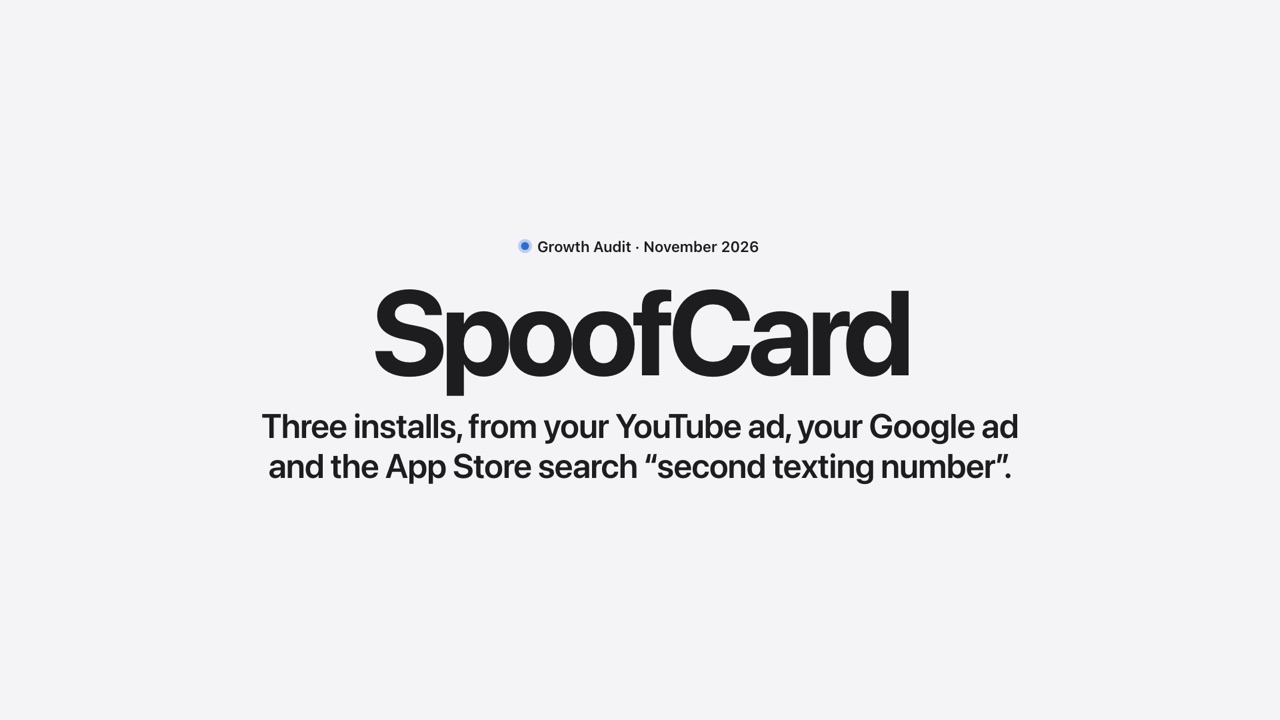 Growth Audit · November 2026
SpoofCard
Three installs, from your YouTube ad, your Google ad
and the App Store search “second texting number”.